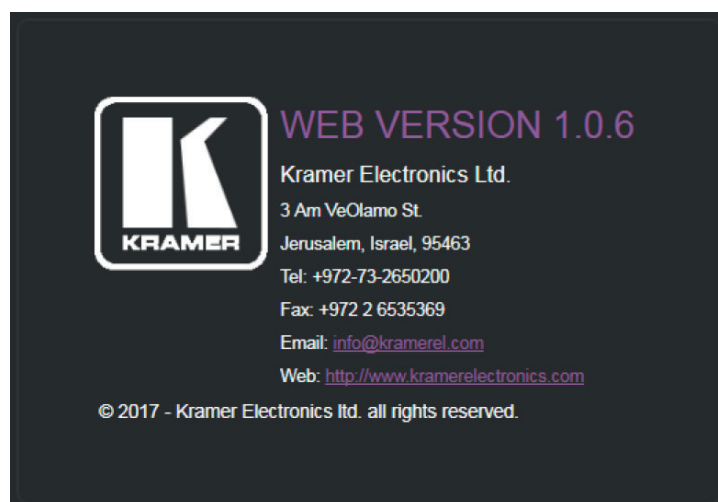 WEB VERSION 1.0.6
KRAMER
Kramer Electronics Ltd.
3 Am VeOlamo St.
Jerusalem, Israel, 95463
Tel: +972-73-2650200
Fax: +972 2 6535369
Email: info@kramerel.com
Web: http://www.kramerelectronics.com
© 2017 - Kramer Electronics ltd. all rights reserved.